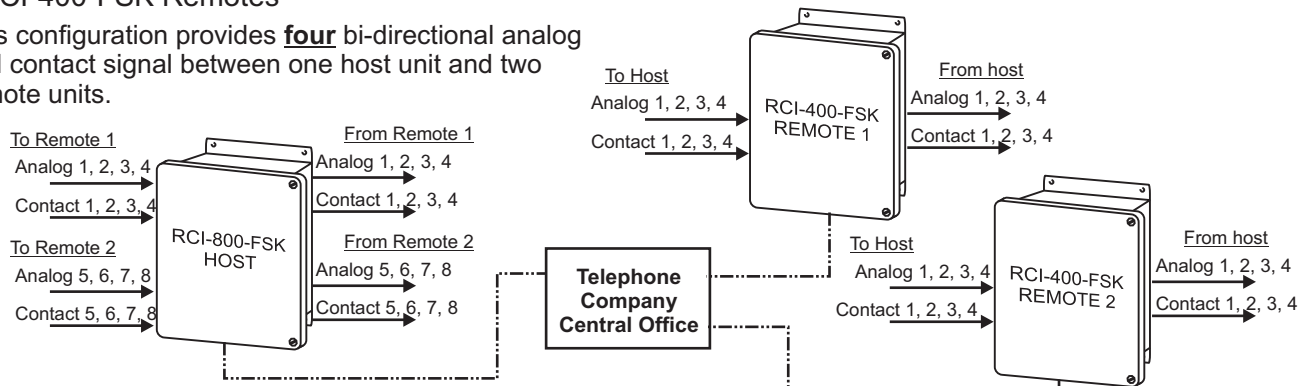 CI-400-FSK Remotes
s configuration provides four bi-directional analog
l contact signal between one host unit and two
note units.
To Remote 1
Analog 1, 2, 3, 4
Contact 1, 2, 3, 4
To Remote 2
Analog 5, 6, 7, 8
Contact 5, 6, 7, 8
RCI-800-FSK
HOST
From Remote 1
Analog 1, 2, 3, 4
Contact 1, 2, 3, 4
From Remote 2
Analog 5, 6, 7, 8
Contact 5, 6, 7, 8
Telephone
Company
Central Office
To Host
Analog 1, 2, 3, 4
Contact 1, 2, 3, 4
RCI-400-FSK
REMOTE 1
From host
Analog 1, 2, 3, 4
Contact 1, 2, 3, 4
To Host
Analog 1, 2, 3, 4
Contact 1, 2, 3, 4
RCI-400-FSK
REMOTE 2
From host
Analog 1, 2, 3, 4
Contact 1, 2, 3, 4